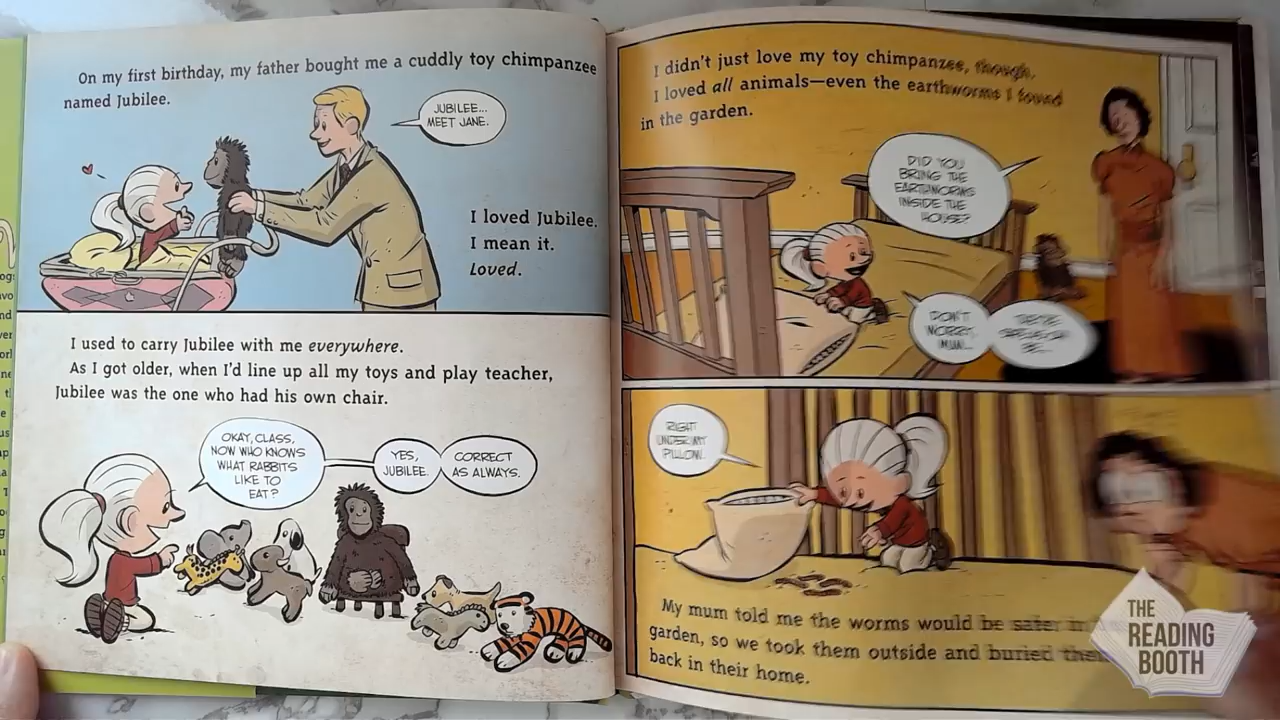 On my first birthday, my father bought me a cuddly toy chimpanzee
named Jubilee.
JUBILEE...
MEET JANE.
I loved Jubilee.
I mean it.
Loved.
I used to carry Jubilee with me everywhere.
As I got older, when I'd line up all my toys and play teacher,
Jubilee was the one who had his own chair.
OKAY, CLASS,
NOW WHO KNOWS
WHAT RABBITS
LIKE TO
EAT?
YES,
JUBILEE.
CORRECT
AS ALWAYS.
I didn't just love my toy chimpanzee, though.
I loved all animals—even the earthworms I found
in the garden.
DID YOU
BRING THE
EARTHWORMS
INSIDE THE
HOUSE?
DON'T
WORRY,
MUM...
RIGHT
UNDER MY
PILLOW.
My mum told me the worms would be safer in
garden, so we took them outside and buried them
back in their home.
THE
READING
BOOTH